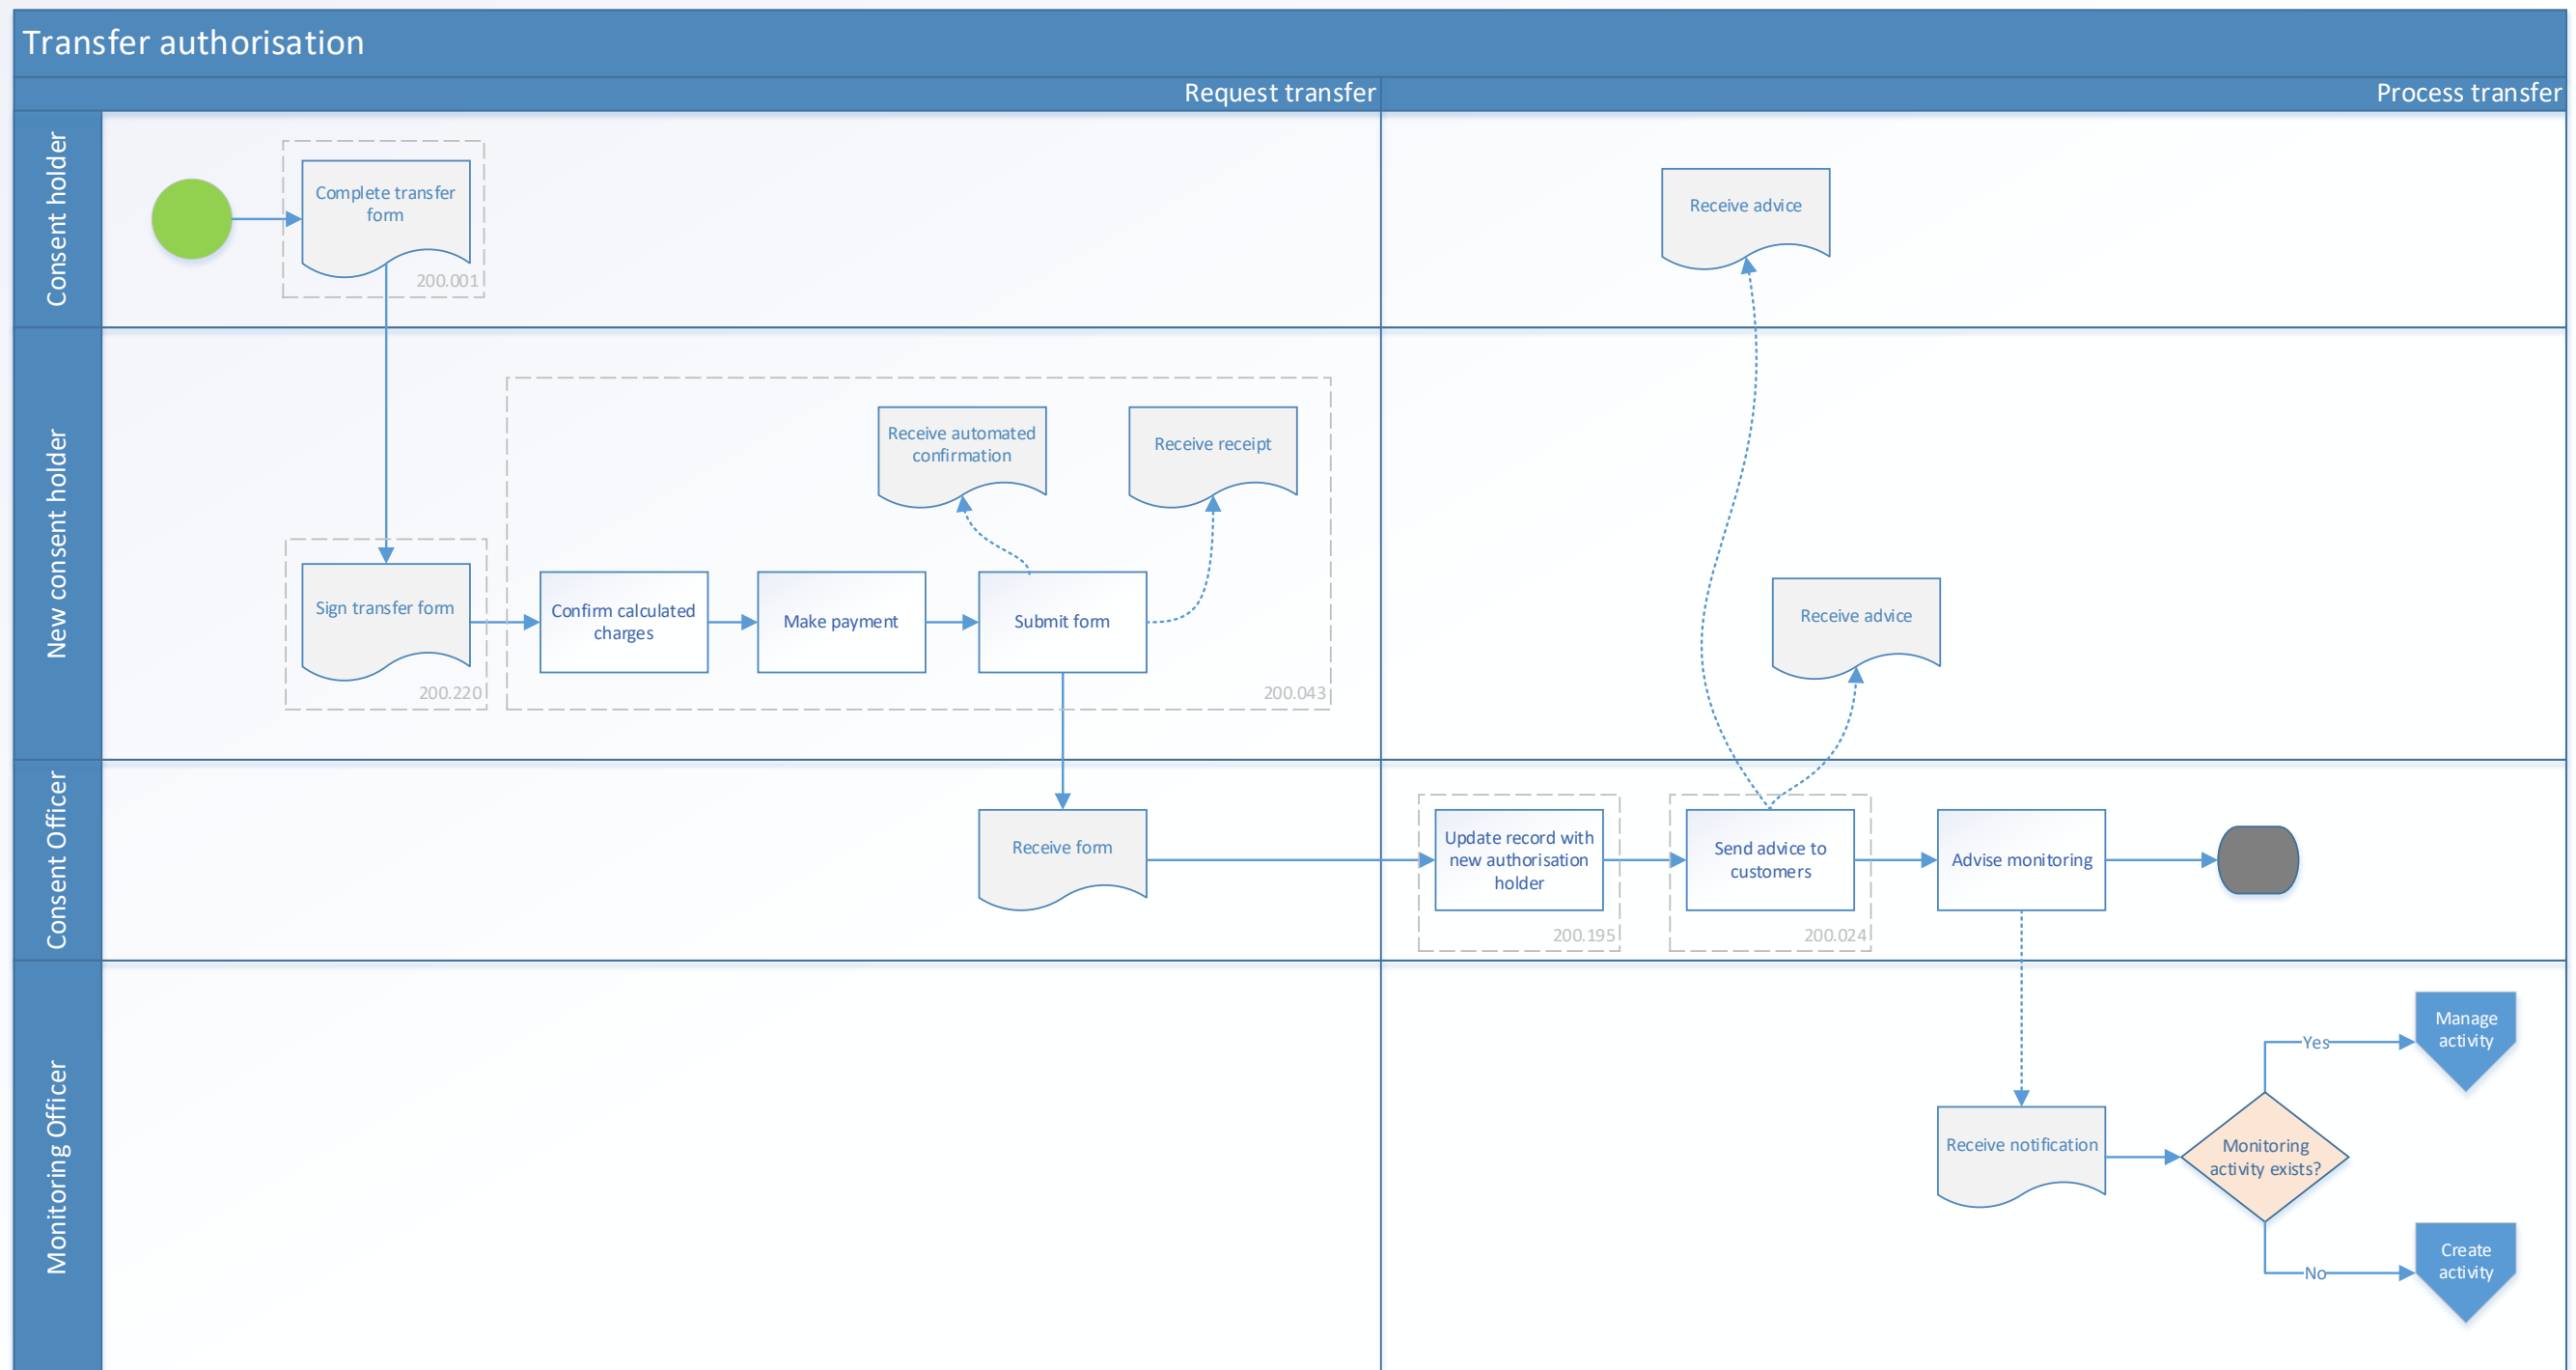 Transfer authorisation
Request transfer
Process transfer
Consent holder
Complete transfer
form
200.001
Receive advice
New consent holder
Receive automated
confirmation
Receive receipt
Sign transfer form
200.220
Confirm calculated
charges
Make payment
Submit form
200.043
Receive advice
Consent Officer
Receive form
Update record with
new authorisation
holder
200.195
Send advice to
customers
200.024
Advise monitoring
Monitoring Officer
Receive notification
Monitoring
activity exists?
Yes
Manage
activity
No
Create
activity